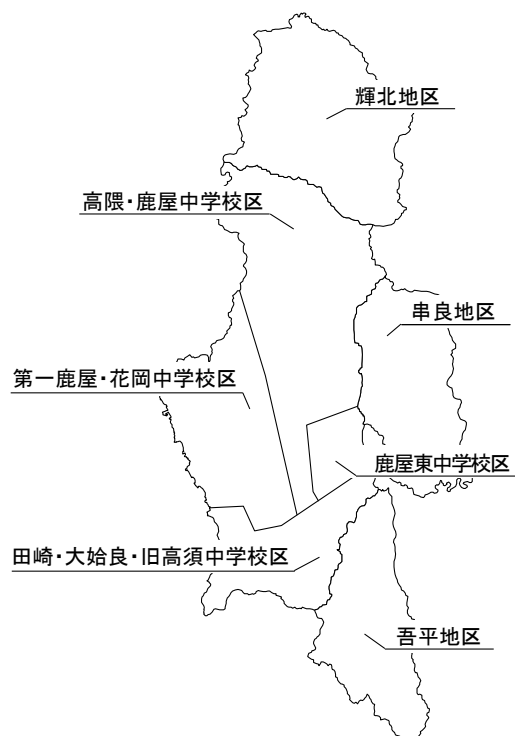 輝北地区
高隈・鹿屋中学校区
串良地区
第一鹿屋・花岡中学校区
鹿屋東中学校区
田崎・大姶良・旧高須中学校区
吾平地区